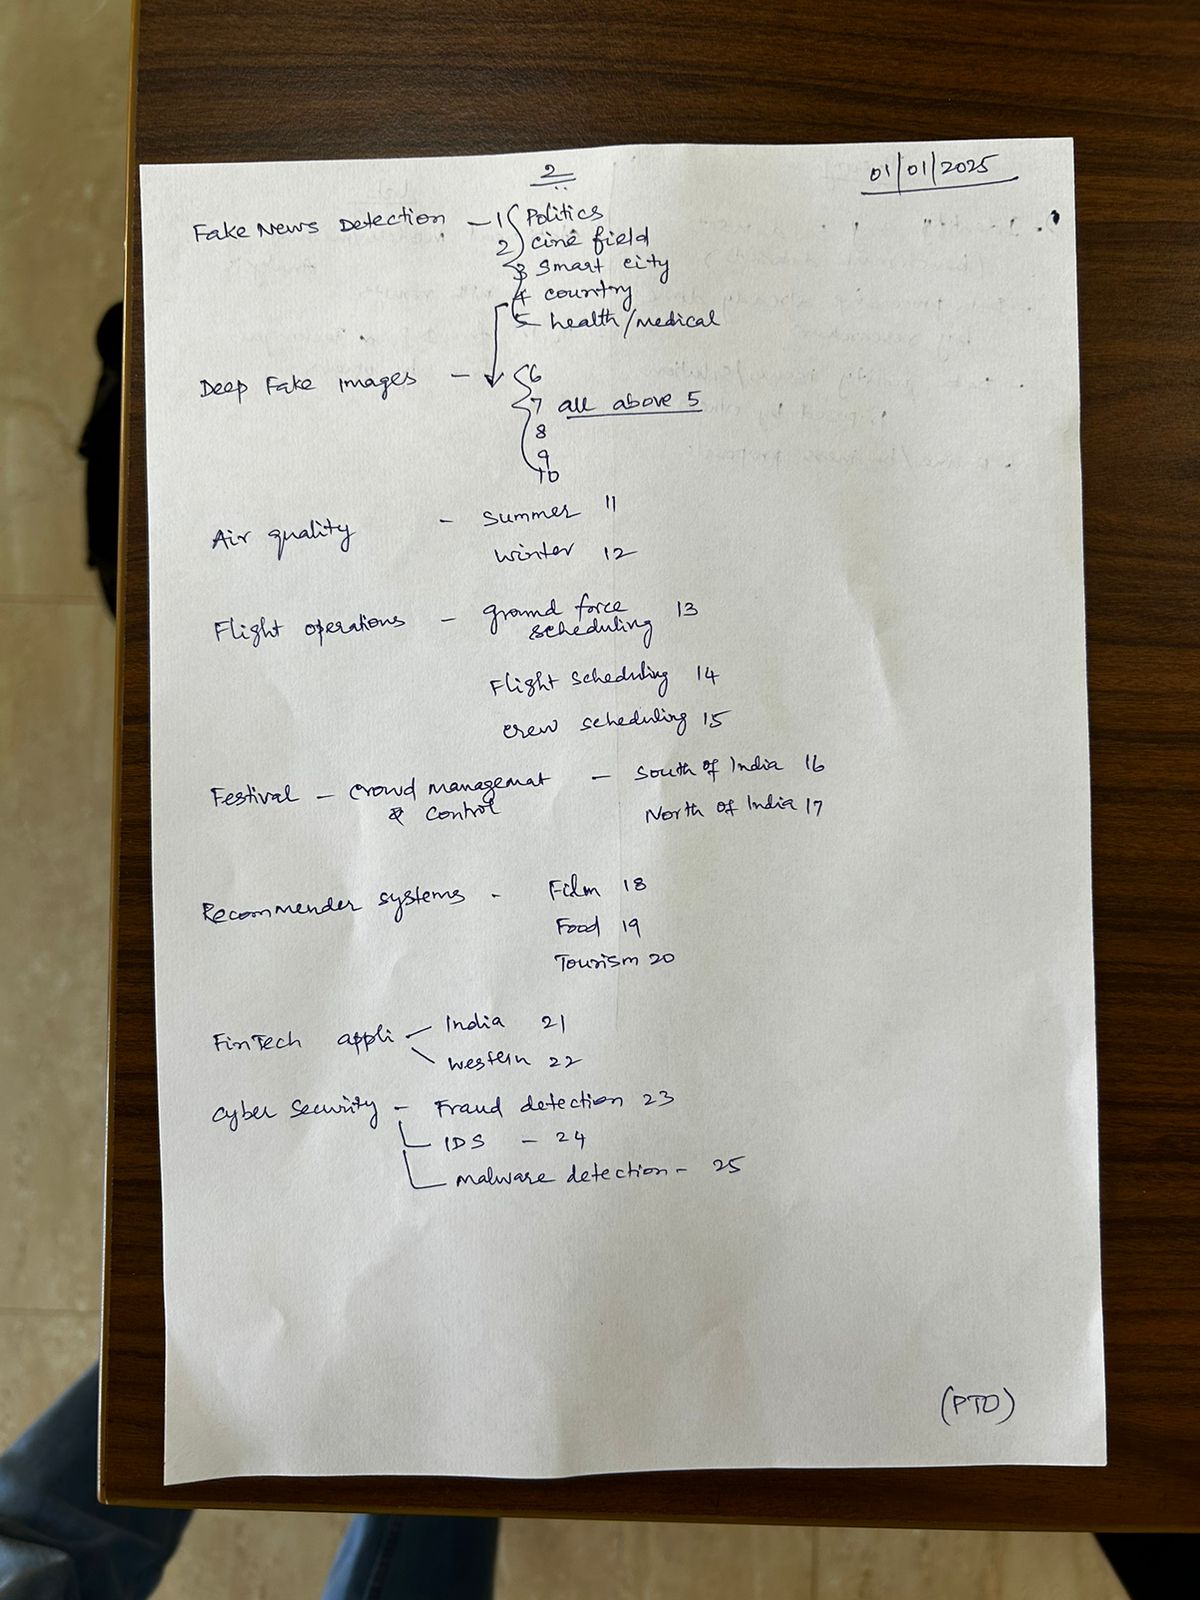 2
01/01/2025
Fake News Detection - 1 Politics
2 cine field
3 smart city
4 country
5 health/medical
Deep Fake Images - 6
7 all above 5
8
9
10
Air quality - summer 11
winter 12
Flight operations - ground force
scheduling 13
Flight scheduling 14
crew scheduling 15
Festival - crowd managemat - South of India 16
& control North of India 17
Recommender systems - Film 18
Food 19
Tourism 20
FinTech appli - India 21
western 22
Cyber Security - Fraud detection 23
IDS - 24
malware detection - 25
(PTO)